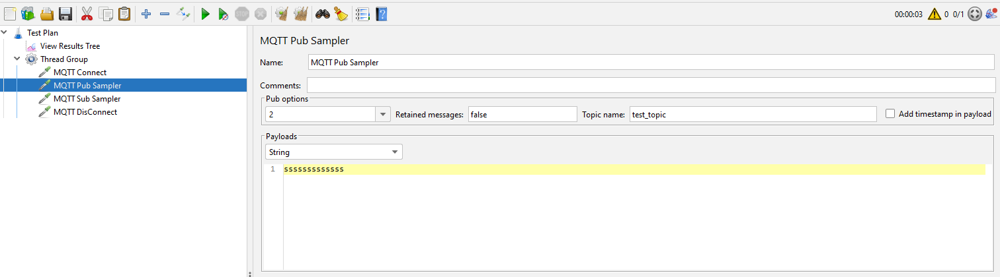 00:00:03 0 0/1
Test Plan
View Results Tree
Thread Group
MQTT Connect
MQTT Pub Sampler
MQTT Sub Sampler
MQTT DisConnect
MQTT Pub Sampler
Name: MQTT Pub Sampler
Comments:
Pub options
2 Retained messages: false Topic name: test_topic Add timestamp in payload
Payloads
String
1 sssssssssssss